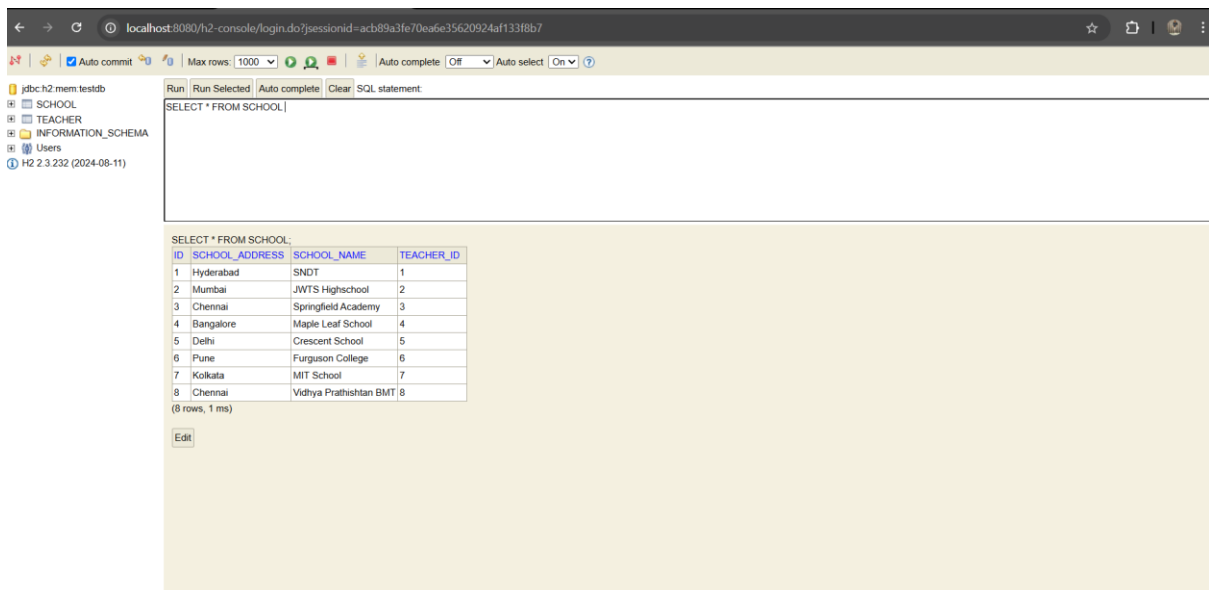 localhost:8080/h2-console/login.do?jsessionid=acb89a3fe70ea6e35620924af133f8b7
Auto commit Max rows: 1000 Auto complete Off Auto select On ?
jdbc:h2:mem:testdb
SCHOOL
TEACHER
INFORMATION_SCHEMA
Users
H2 2.3.232 (2024-08-11)
Run Run Selected Auto complete Clear SQL statement:
SELECT * FROM SCHOOL
SELECT * FROM SCHOOL;
ID SCHOOL_ADDRESS SCHOOL_NAME TEACHER_ID
1 Hyderabad SNDT 1
2 Mumbai JWTS Highschool 2
3 Chennai Springfield Academy 3
4 Bangalore Maple Leaf School 4
5 Delhi Crescent School 5
6 Pune Furguson College 6
7 Kolkata MIT School 7
8 Chennai Vidhya Prathishtan BMT 8
(8 rows, 1 ms)
Edit